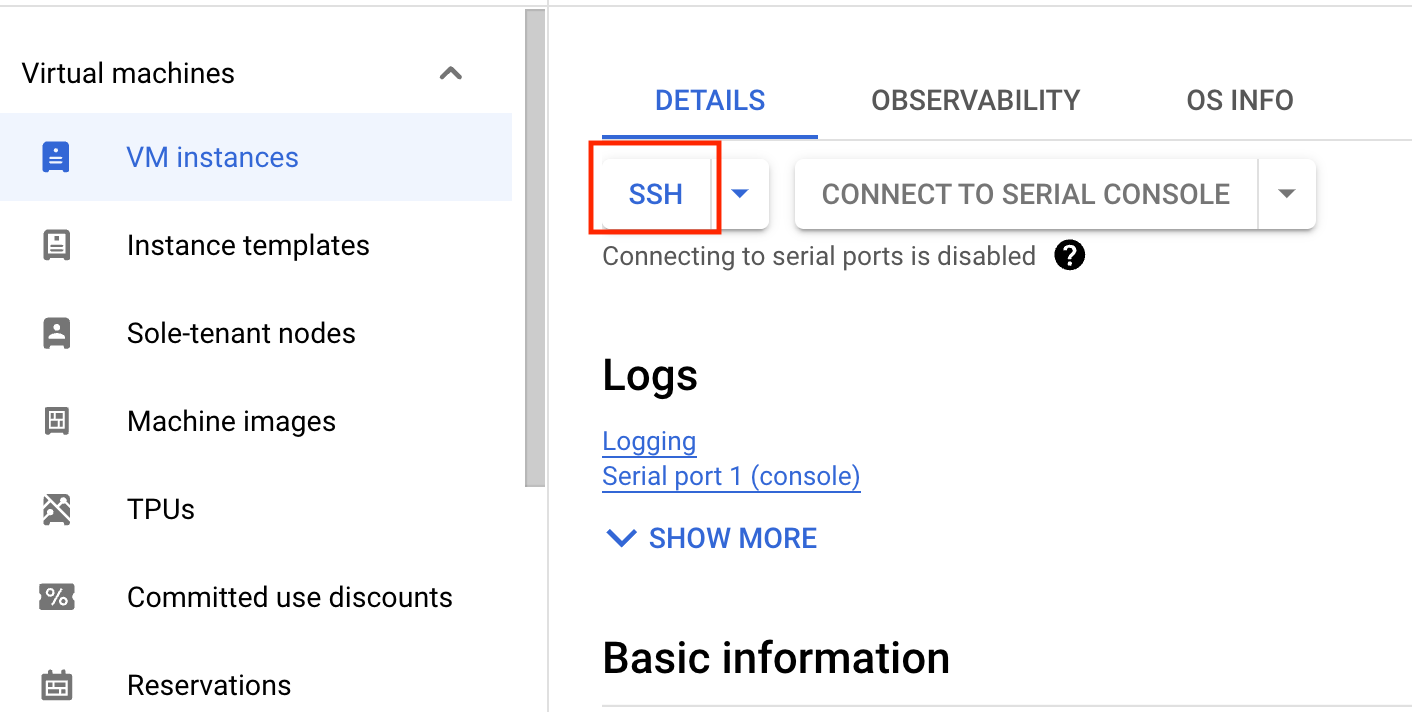 Virtual machines
VM instances
Instance templates
Sole-tenant nodes
Machine images
TPUs
Committed use discounts
Reservations
DETAILS
OBSERVABILITY
OS INFO
SSH
CONNECT TO SERIAL CONSOLE
Connecting to serial ports is disabled ?
Logs
Logging
Serial port 1 (console)
SHOW MORE
Basic information